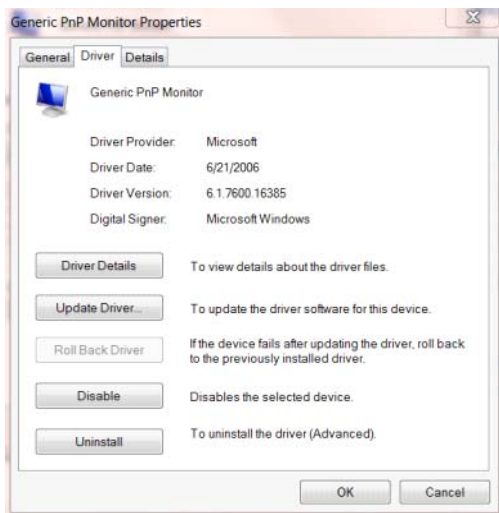 Generic PnP Monitor Properties
General Driver Details
Generic PnP Monitor
Driver Provider: Microsoft
Driver Date: 6/21/2006
Driver Version: 6.1.7600.16385
Digital Signer: Microsoft Windows
Driver Details To view details about the driver files.
Update Driver... To update the driver software for this device.
Roll Back Driver If the device fails after updating the driver, roll back
to the previously installed driver.
Disable Disables the selected device.
Uninstall To uninstall the driver (Advanced).
OK Cancel